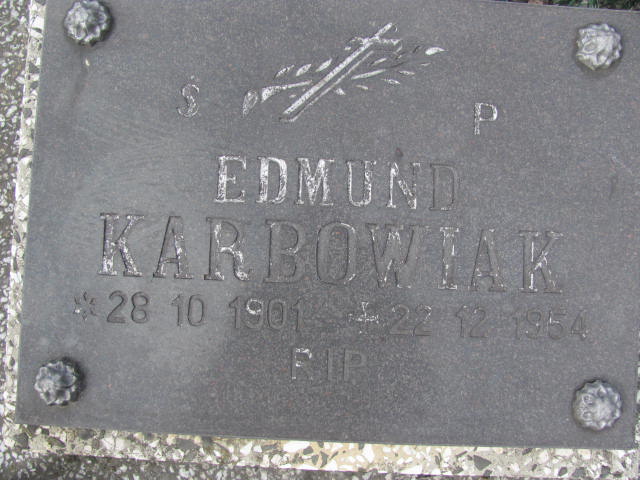 S P
EDMUND
KARBOWIAK
* 28 10 1901 + 22 12 1954
RIP